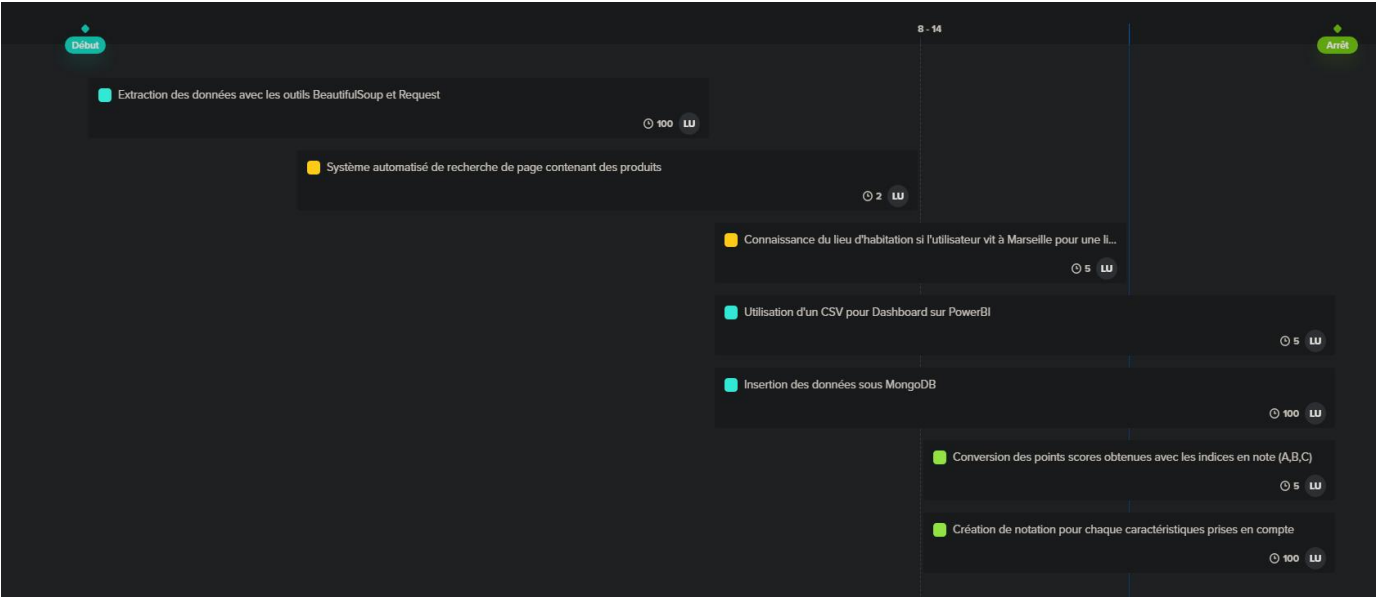 8 - 14
Début
Arrêt
Extraction des données avec les outils BeautifulSoup et Request
100 LU
Système automatisé de recherche de page contenant des produits
2 LU
Connaissance du lieu d'habitation si l'utilisateur vit à Marseille pour une li...
5 LU
Utilisation d'un CSV pour Dashboard sur PowerBI
5 LU
Insertion des données sous MongoDB
100 LU
Conversion des points scores obtenues avec les indices en note (A,B,C)
5 LU
Création de notation pour chaque caractéristiques prises en compte
100 LU